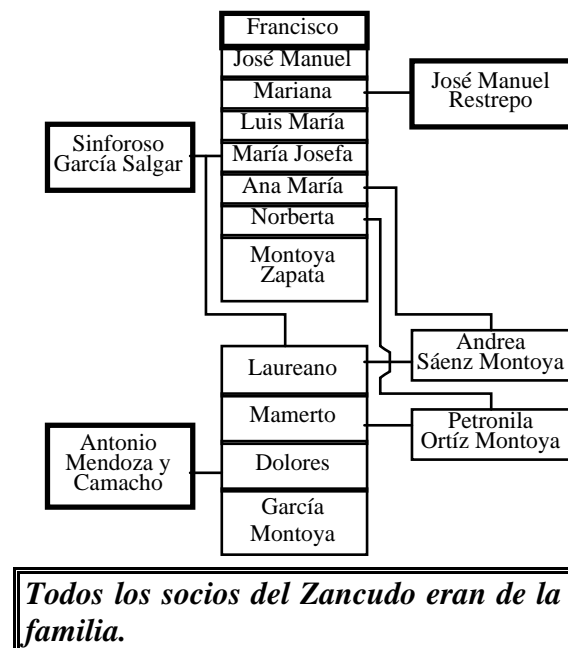 Francisco
José Manuel
Mariana
Luis María
María Josefa
Ana María
Norberta
Montoya
Zapata
José Manuel
Restrepo
Sinforoso
García Salgar
Laureano
Mamerto
Dolores
García
Montoya
Andrea
Sáenz Montoya
Petronila
Ortíz Montoya
Antonio
Mendoza y
Camacho
Todos los socios del Zancudo eran de la
familia.